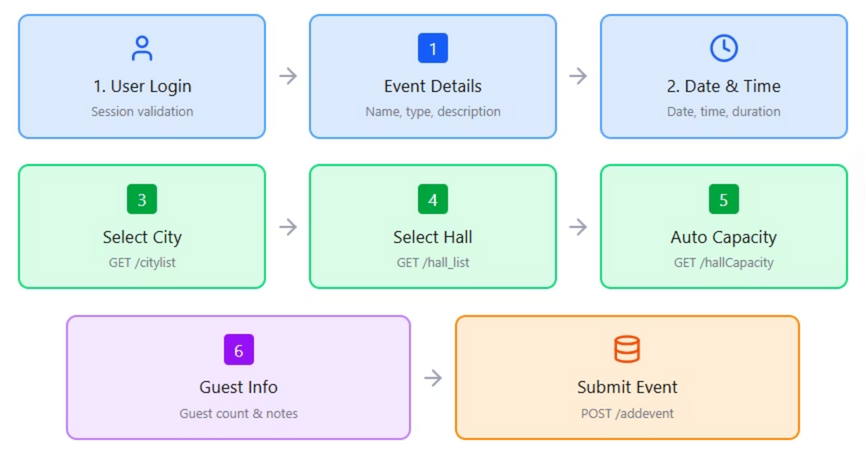 1. User Login
Session validation
1
Event Details
Name, type, description
2. Date & Time
Date, time, duration
3
Select City
GET /citylist
4
Select Hall
GET /hall_list
5
Auto Capacity
GET /hallCapacity
6
Guest Info
Guest count & notes
Submit Event
POST /addevent